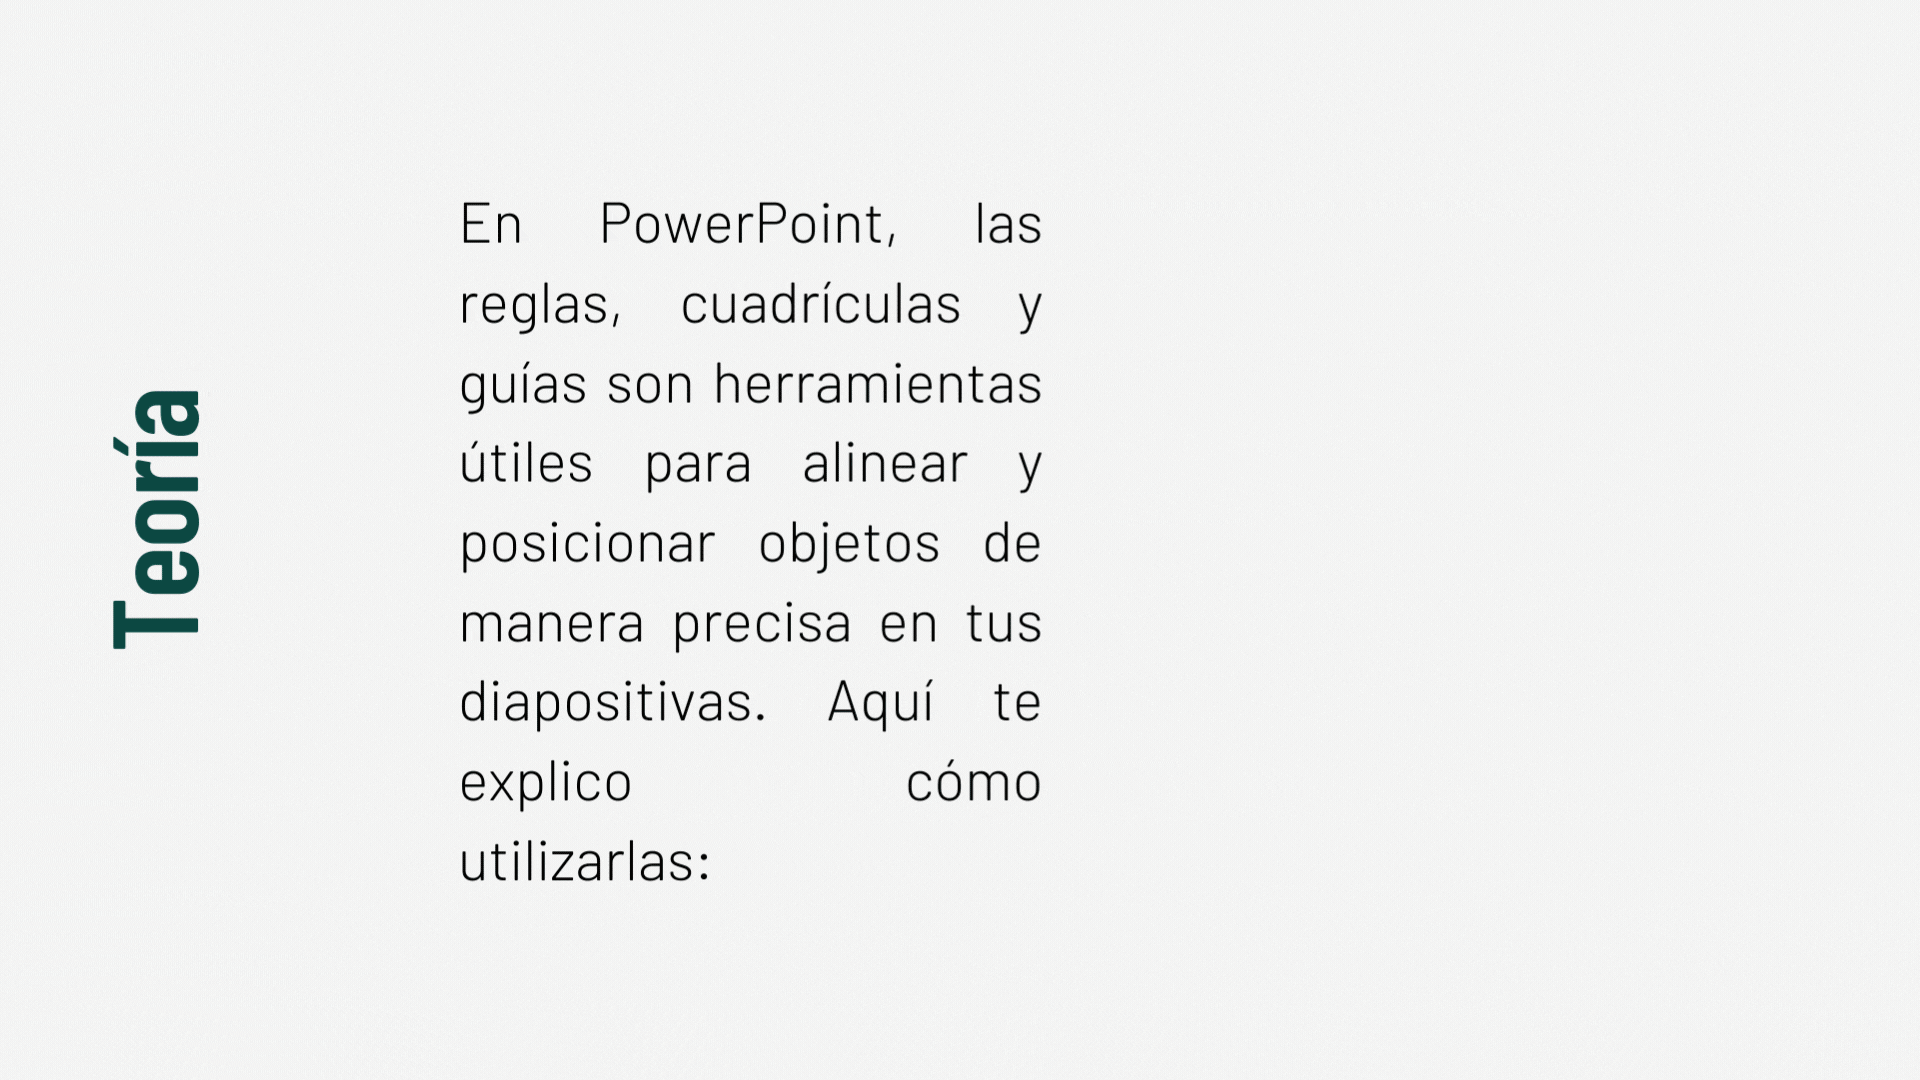 Teoría
En PowerPoint, las
reglas, cuadrículas y
guías son herramientas
útiles para alinear y
posicionar objetos de
manera precisa en tus
diapositivas. Aquí te
explico cómo
utilizarlas: